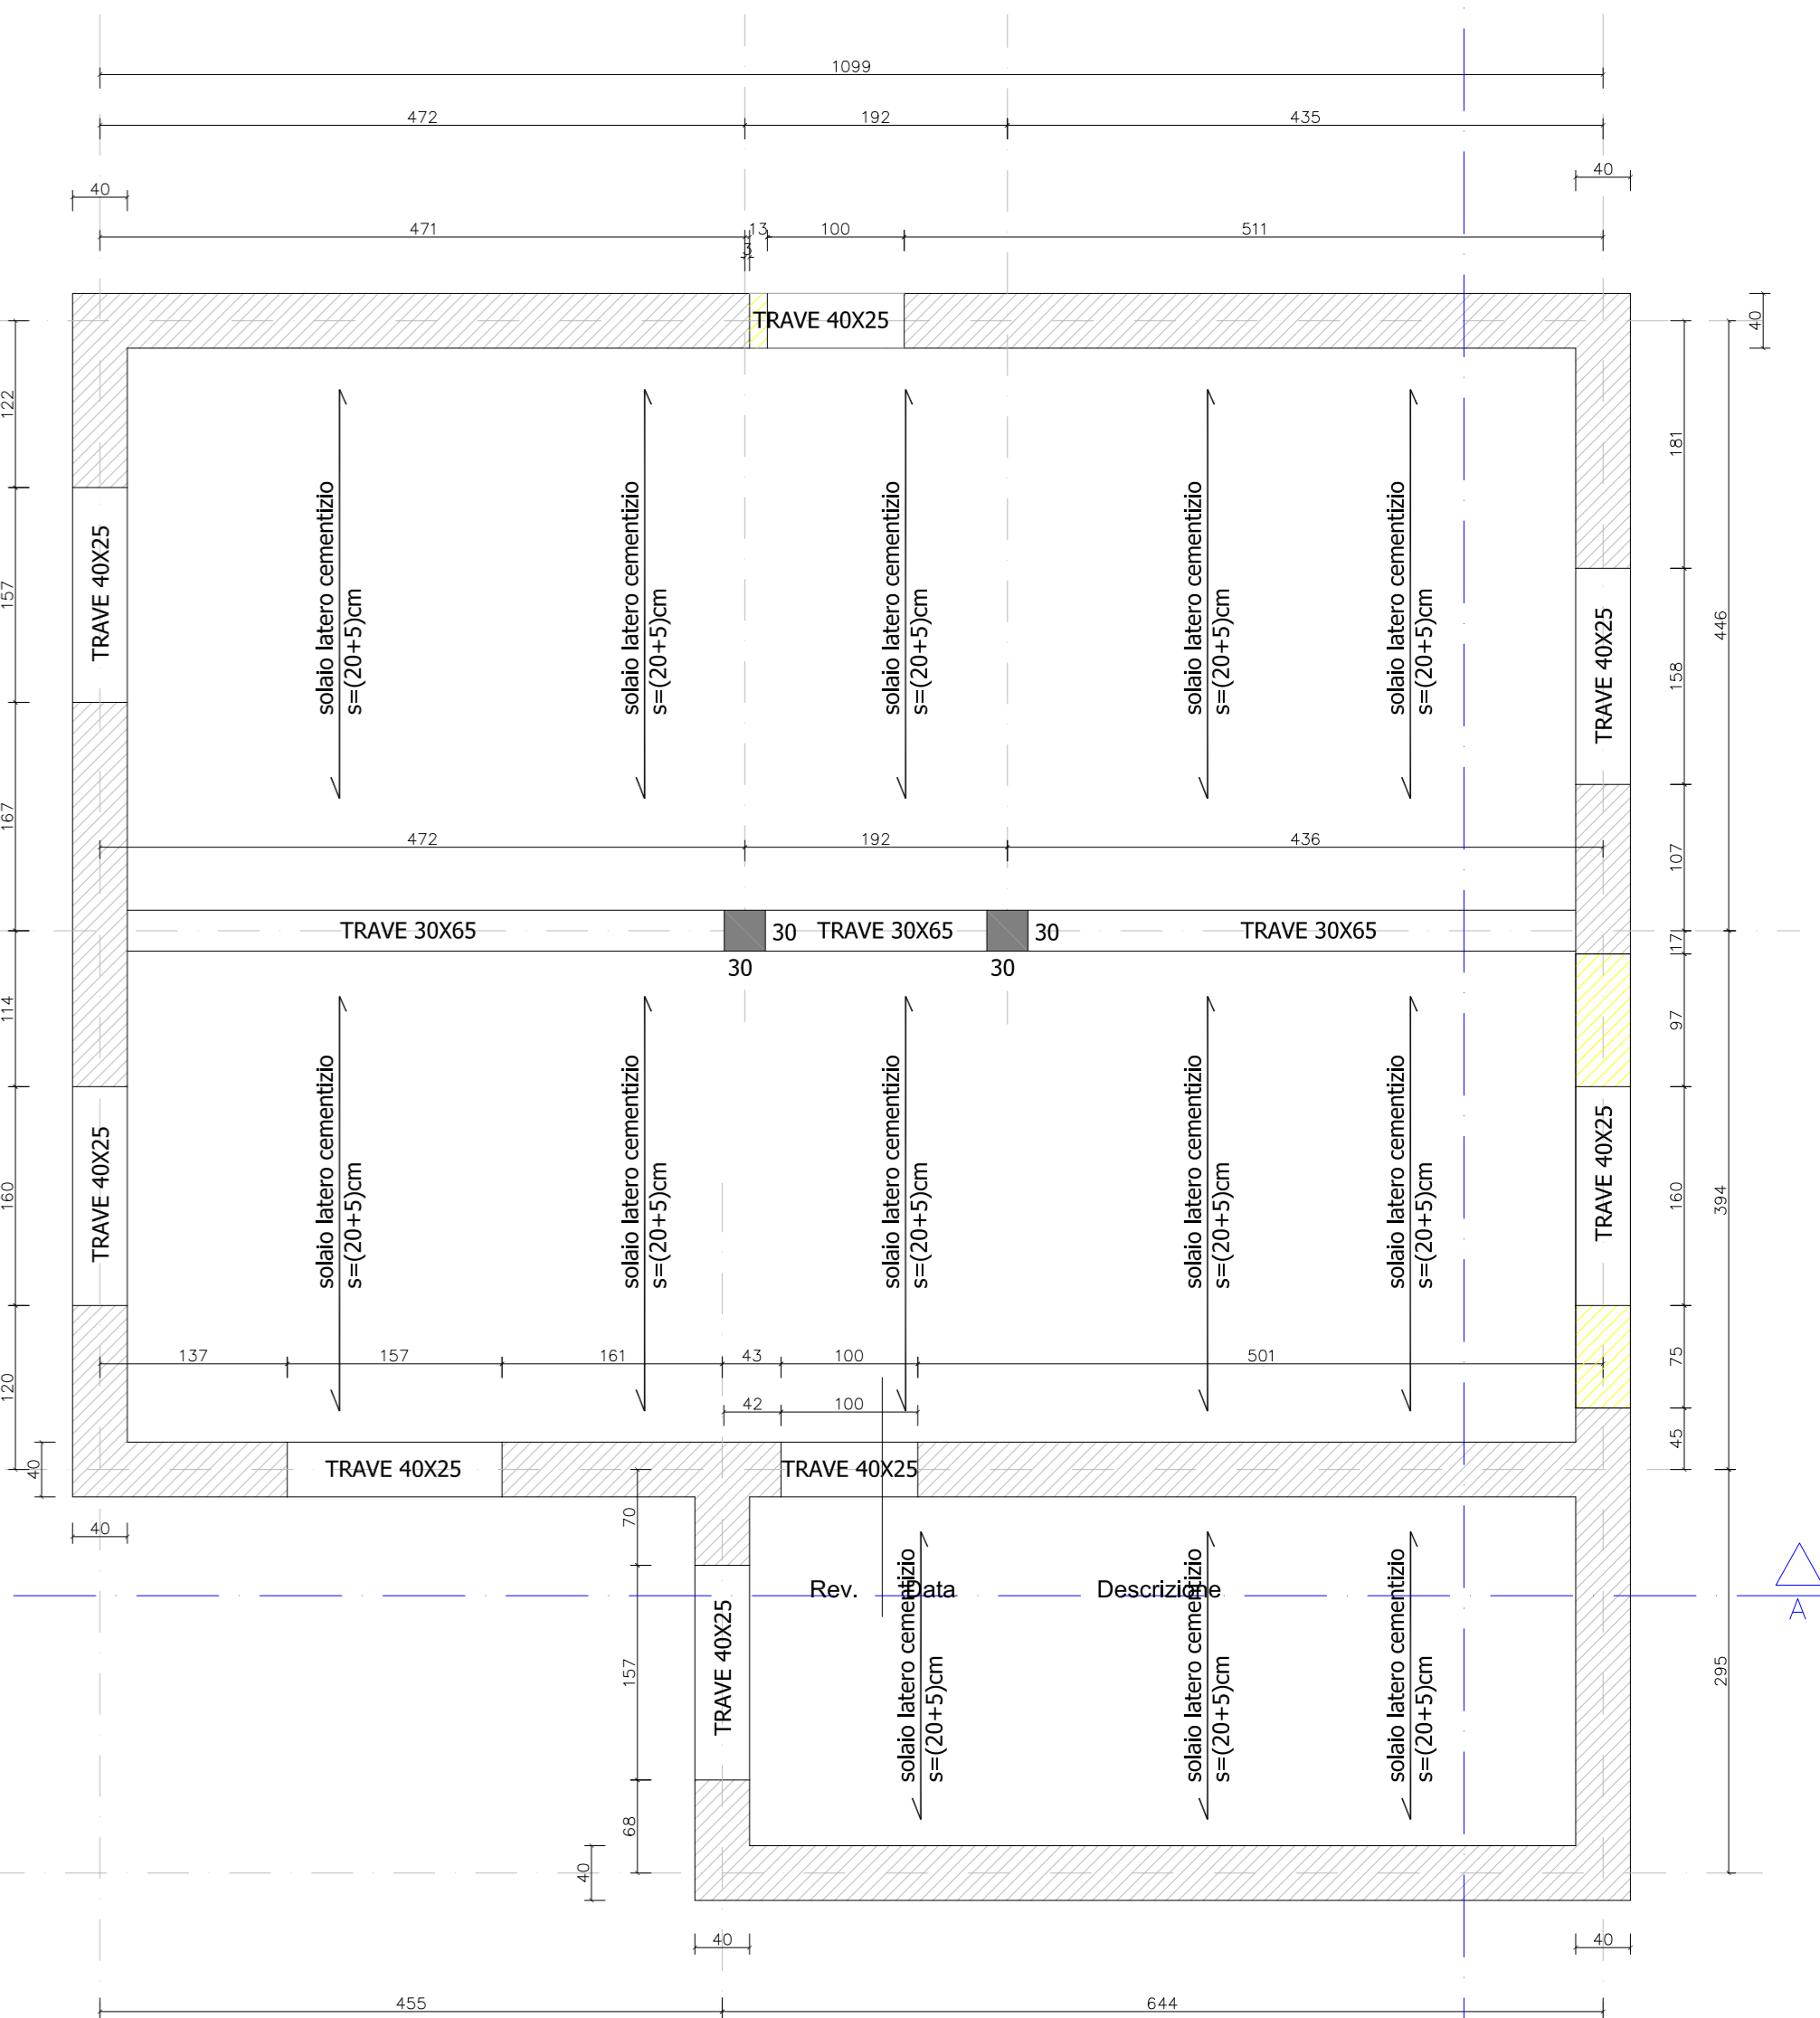 1099
472 192 435
40 40
471 13 100 511
3
40
TRAVE 40X25
122
181
solaio latero cementizio
s=(20+5)cm
solaio latero cementizio
s=(20+5)cm
solaio latero cementizio
s=(20+5)cm
solaio latero cementizio
s=(20+5)cm
solaio latero cementizio
s=(20+5)cm
157
TRAVE 40X25
TRAVE 40X25
158
446
167
107
472 192 436
TRAVE 30X65
30
TRAVE 30X65
30
TRAVE 30X65
30
30
17
114
97
solaio latero cementizio
s=(20+5)cm
solaio latero cementizio
s=(20+5)cm
solaio latero cementizio
s=(20+5)cm
solaio latero cementizio
s=(20+5)cm
solaio latero cementizio
s=(20+5)cm
160
TRAVE 40X25
TRAVE 40X25
160
394
137 157 161 43 100 501
120
75
42 100
45
40
TRAVE 40X25
TRAVE 40X25
40
70
Rev. Data Descrizione
A
solaio latero cementizio
s=(20+5)cm
solaio latero cementizio
s=(20+5)cm
solaio latero cementizio
s=(20+5)cm
157
TRAVE 40X25
295
68
40
40 40
455 644